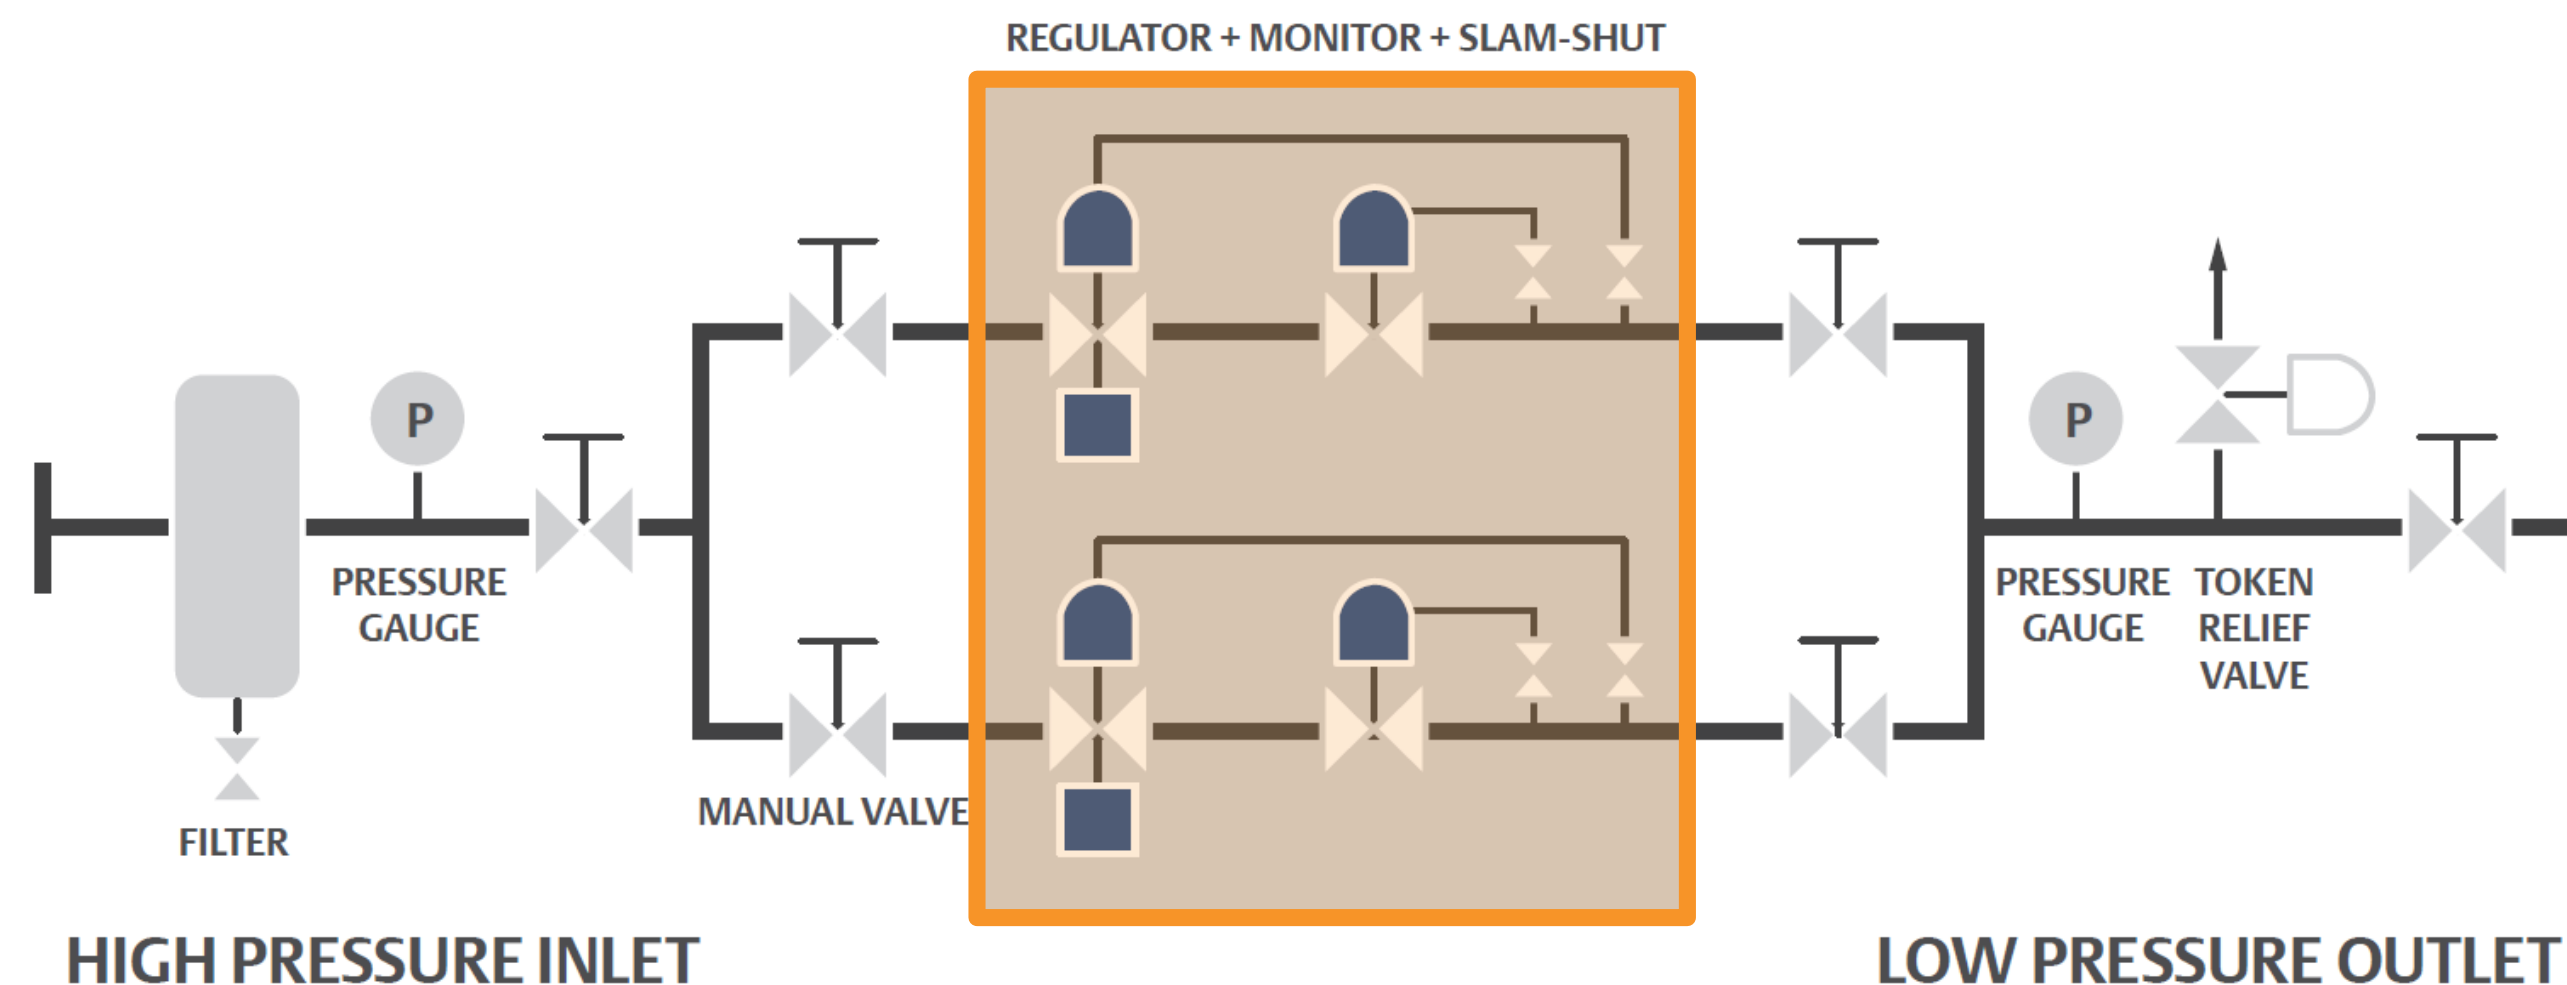 REGULATOR + MONITOR + SLAM-SHUT
P
P
PRESSURE
GAUGE
PRESSURE
GAUGE
TOKEN
RELIEF
VALVE
MANUAL VALVE
FILTER
HIGH PRESSURE INLET
LOW PRESSURE OUTLET